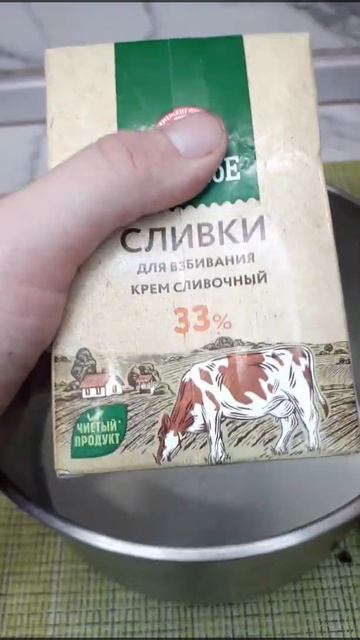 СЛИВКИ
ДЛЯ ВЗБИВАНИЯ
КРЕМ СЛИВОЧНЫЙ
33%
ЧИСТЫЙ
ПРОДУКТ